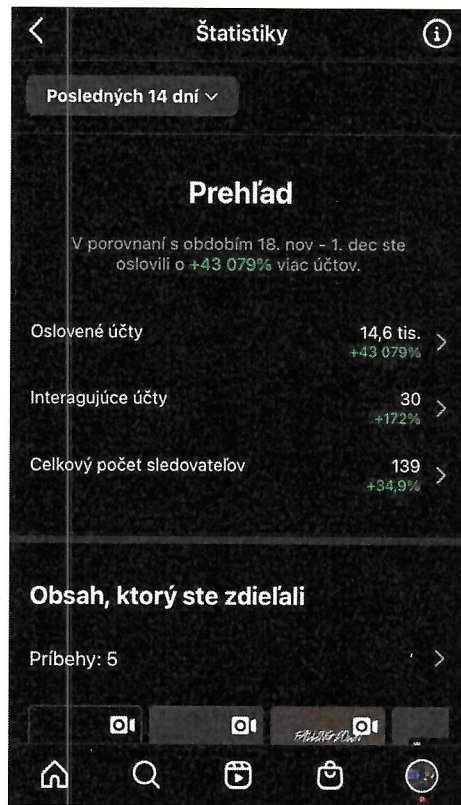 Štatistiky
Posledných 14 dní
Prehľad
V porovnaní s obdobím 18. nov - 1. dec ste
oslovili o +43 079% viac účtov.
Oslovené účty
14,6 tis.
+43 079%
Interagujúce účty
30
+172%
Celkový počet sledovateľov
139
+34,9%
Obsah, ktorý ste zdieľali
Príbehy: 5
FALLING DOWN